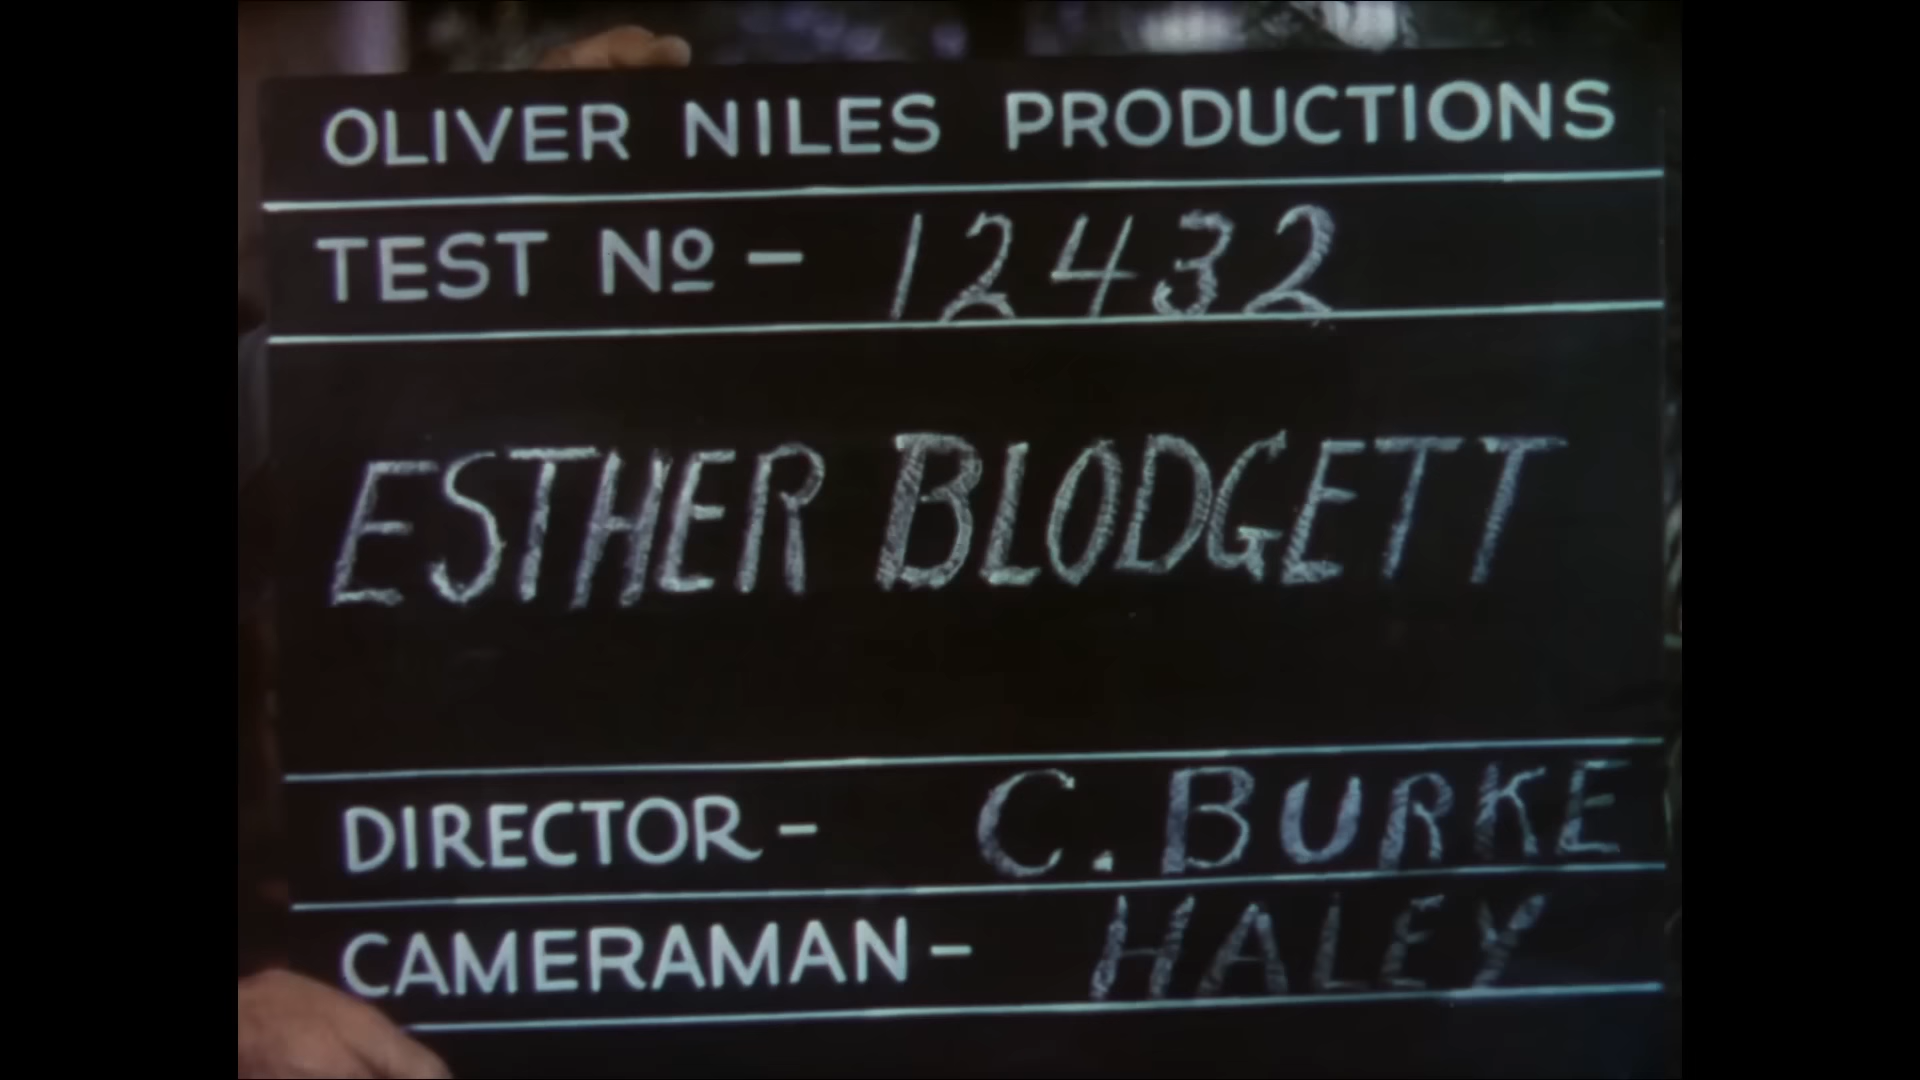 OLIVER NILES PRODUCTIONS
TEST Nº - 12432
ESTHER BLODGETT
DIRECTOR - C. BURKE
CAMERAMAN - HALEY